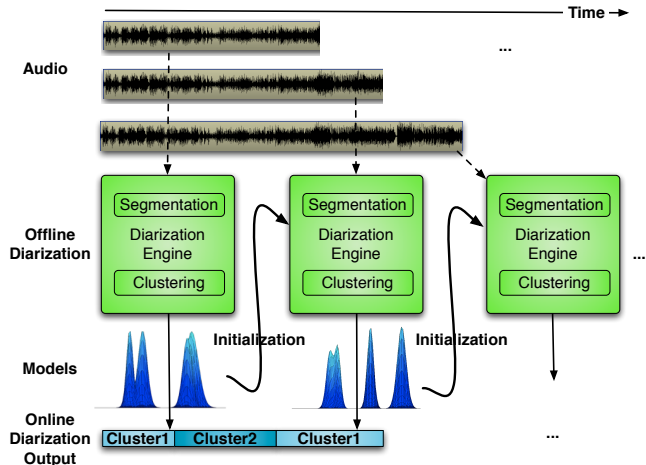 Time
Audio
...
Offline
Diarization
Segmentation
Diarization
Engine
Clustering
Segmentation
Diarization
Engine
Clustering
Segmentation
Diarization
Engine
Clustering
...
Initialization
Initialization
Models
Online
Diarization
Output
Cluster1 Cluster2 Cluster1
...